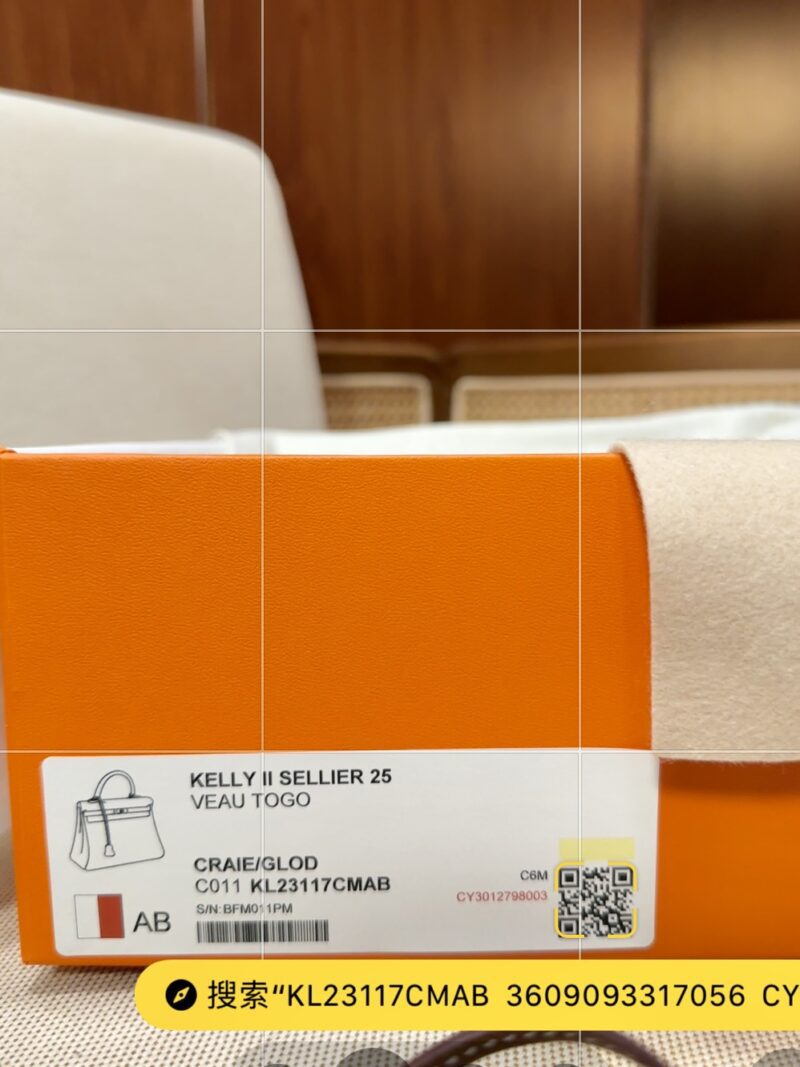 KELLY II SELLIER 25
VEAU TOGO
CRAIE/GLOD
C011 KL23117CMAB
S/N:BFM011PM
AB
C6M
CY3012798003
搜索“KL23117CMAB 3609093317056 CY